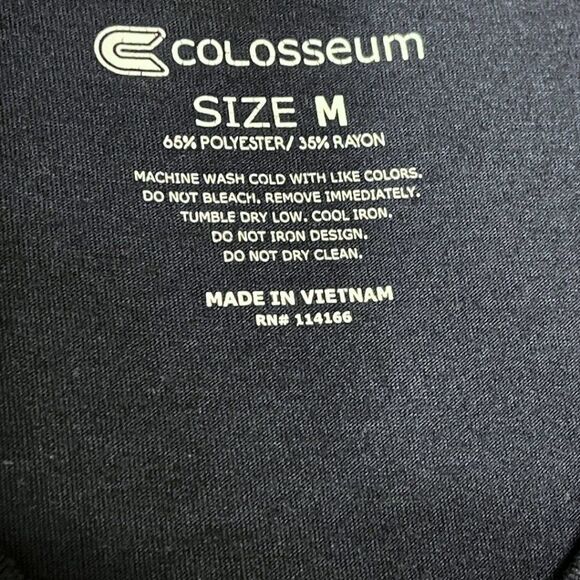 COLOSSEUM
SIZE M
65% POLYESTER/ 35% RAYON
MACHINE WASH COLD WITH LIKE COLORS.
DO NOT BLEACH. REMOVE IMMEDIATELY.
TUMBLE DRY LOW. COOL IRON.
DO NOT IRON DESIGN.
DO NOT DRY CLEAN.
MADE IN VIETNAM
RN# 114166